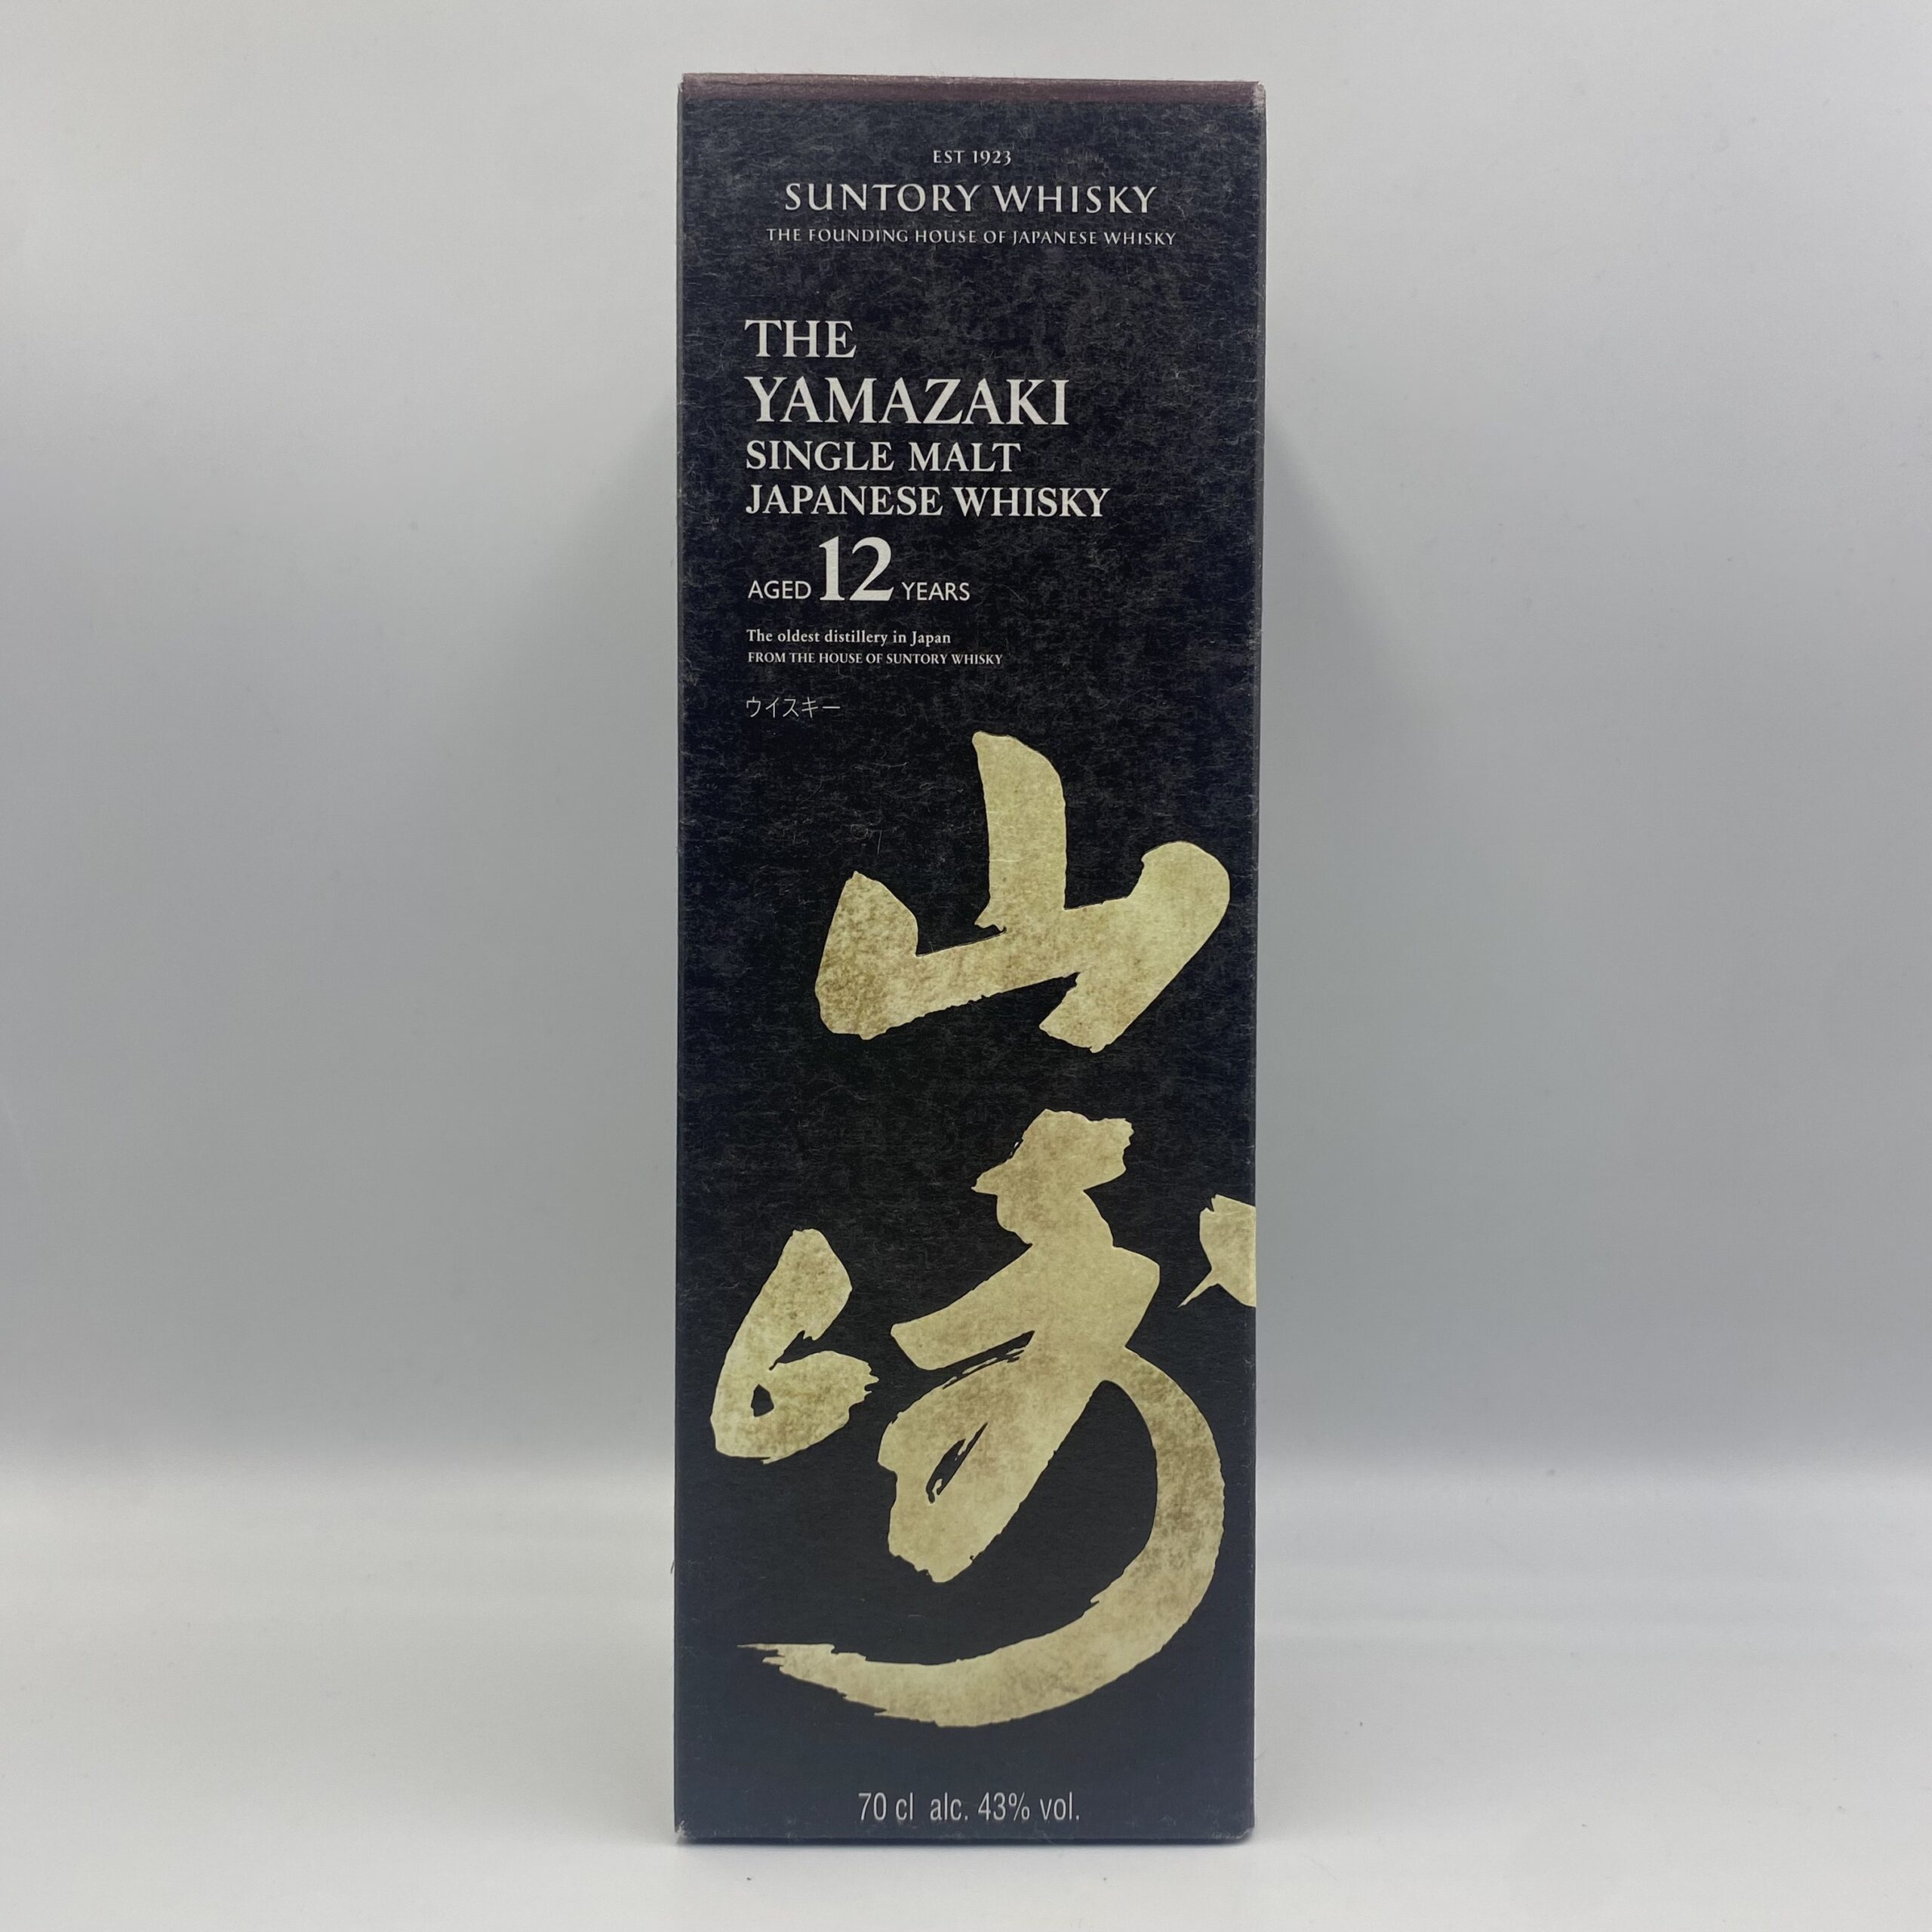 EST 1923
SUNTORY WHISKY
THE FOUNDING HOUSE OF JAPANESE WHISKY
THE
YAMAZAKI
SINGLE MALT
JAPANESE WHISKY
AGED 12 YEARS
The oldest distillery in Japan
FROM THE HOUSE OF SUNTORY WHISKY
ウイスキー
山
崎
70 cl alc. 43% vol.